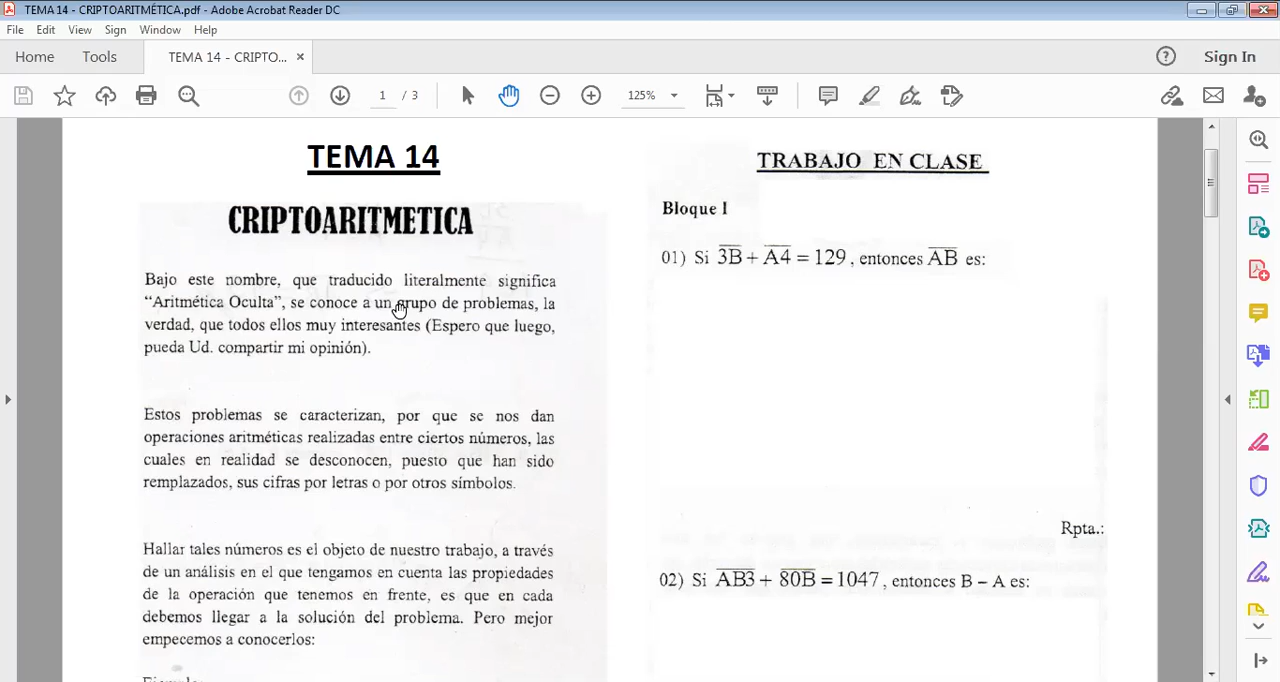 TEMA 14 - CRIPTOARITMÉTICA.pdf - Adobe Acrobat Reader DC
File Edit View Sign Window Help
Home Tools TEMA 14 - CRIPTO... × Sign In
1 / 3 125%
TEMA 14
CRIPTOARITMETICA
Bajo este nombre, que traducido literalmente significa
“Aritmética Oculta”, se conoce a un grupo de problemas, la
verdad, que todos ellos muy interesantes (Espero que luego,
pueda Ud. compartir mi opinión).
Estos problemas se caracterizan, por que se nos dan
operaciones aritméticas realizadas entre ciertos números, las
cuales en realidad se desconocen, puesto que han sido
remplazados, sus cifras por letras o por otros símbolos.
Hallar tales números es el objeto de nuestro trabajo, a través
de un análisis en el que tengamos en cuenta las propiedades
de la operación que tenemos en frente, es que en cada
debemos llegar a la solución del problema. Pero mejor
empecemos a conocerlos:
TRABAJO EN CLASE
Bloque I
01) Si 3B + A4 = 129, entonces AB es:
Rpta.:
02) Si AB3 + 80B = 1047, entonces B – A es: